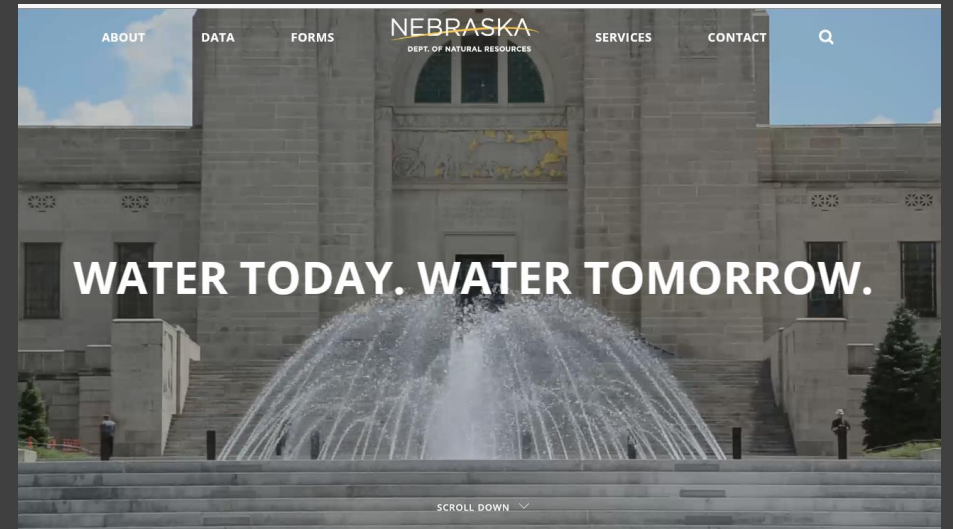 ABOUT
DATA
FORMS
NEBRASKA
DEPT. OF NATURAL RESOURCES
SERVICES
CONTACT
WATER TODAY. WATER TOMORROW.
SCROLL DOWN